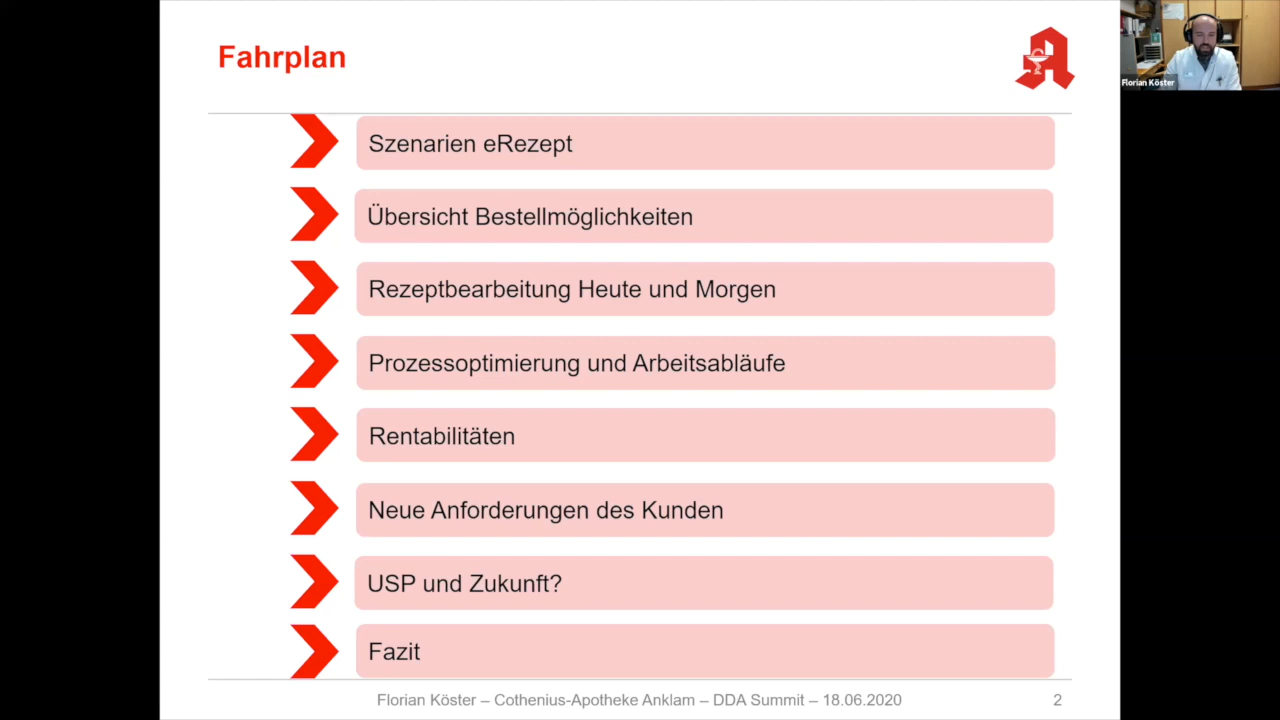 Fahrplan
Florian Köster
Szenarien eRezept
Übersicht Bestellmöglichkeiten
Rezeptbearbeitung Heute und Morgen
Prozessoptimierung und Arbeitsabläufe
Rentabilitäten
Neue Anforderungen des Kunden
USP und Zukunft?
Fazit
Florian Köster – Cothenius-Apotheke Anklam – DDA Summit – 18.06.2020
2